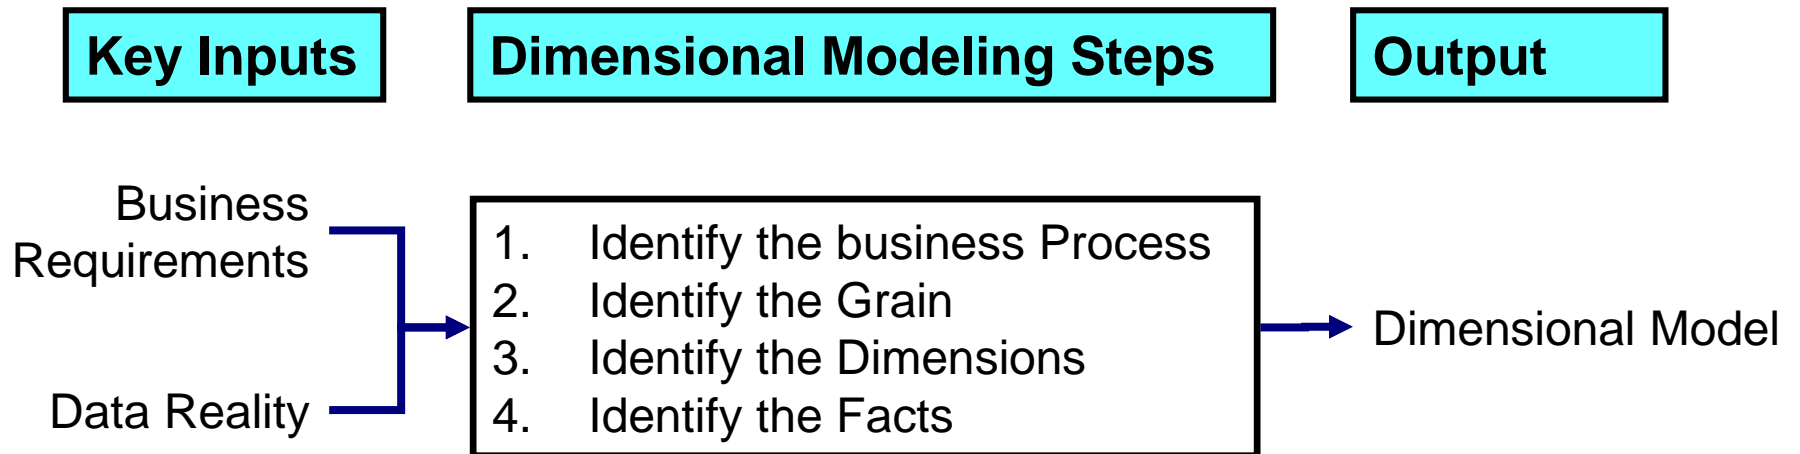 Key Inputs
Dimensional Modeling Steps
Output
Business
Requirements
Data Reality
1. Identify the business Process
2. Identify the Grain
3. Identify the Dimensions
4. Identify the Facts
Dimensional Model